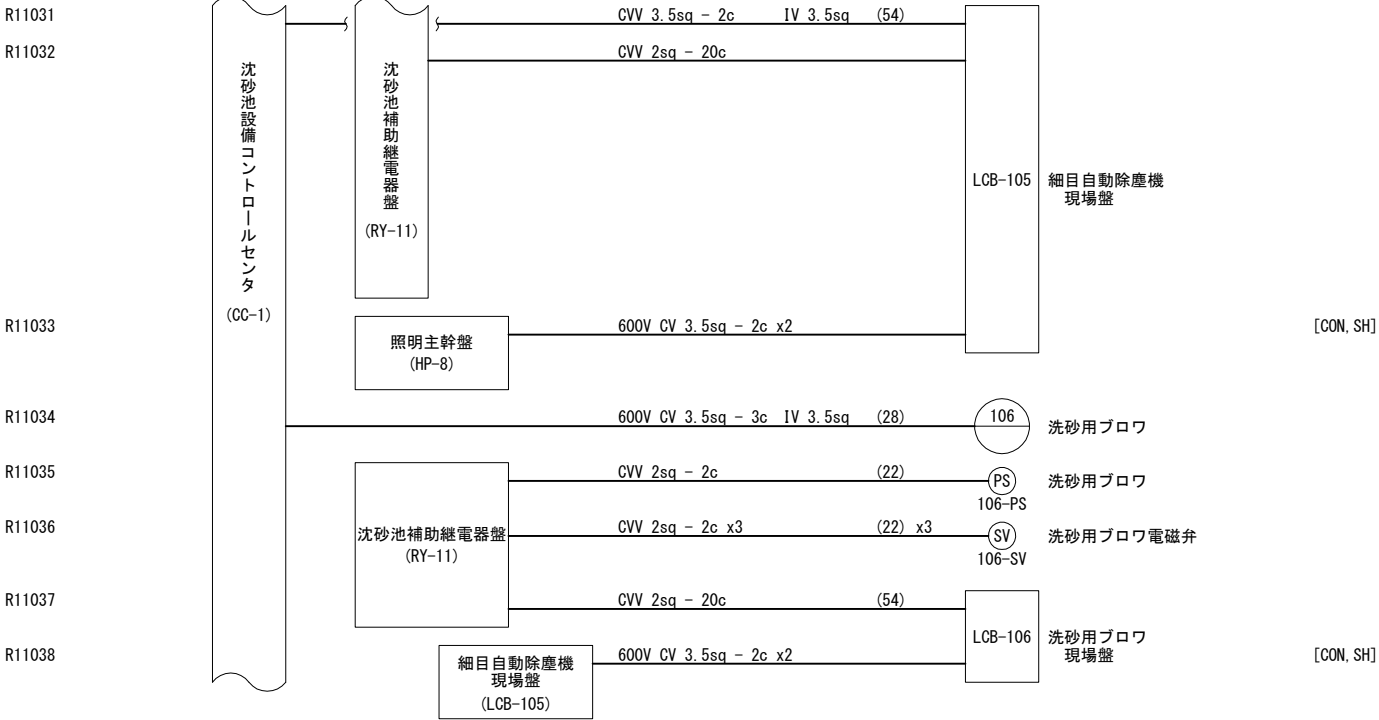 R11031 CVV 3.5sq - 2c IV 3.5sq (54)
R11032 CVV 2sq - 20c
沈砂池設備コントロールセンタ
(CC-1)
沈砂池補助継電器盤
(RY-11)
LCB-105 細目自動除塵機
現場盤
R11033 600V CV 3.5sq - 2c x2 [CON,SH]
照明主幹盤
(HP-8)
R11034 600V CV 3.5sq - 3c IV 3.5sq (28) 106 洗砂用ブロワ
R11035 CVV 2sq - 2c (22) PS 洗砂用ブロワ
106-PS
R11036 CVV 2sq - 2c x3 (22) x3 SV 洗砂用ブロワ電磁弁
106-SV
沈砂池補助継電器盤
(RY-11)
R11037 CVV 2sq - 20c (54)
LCB-106 洗砂用ブロワ
現場盤
R11038 600V CV 3.5sq - 2c x2 [CON,SH]
細目自動除塵機
現場盤
(LCB-105)